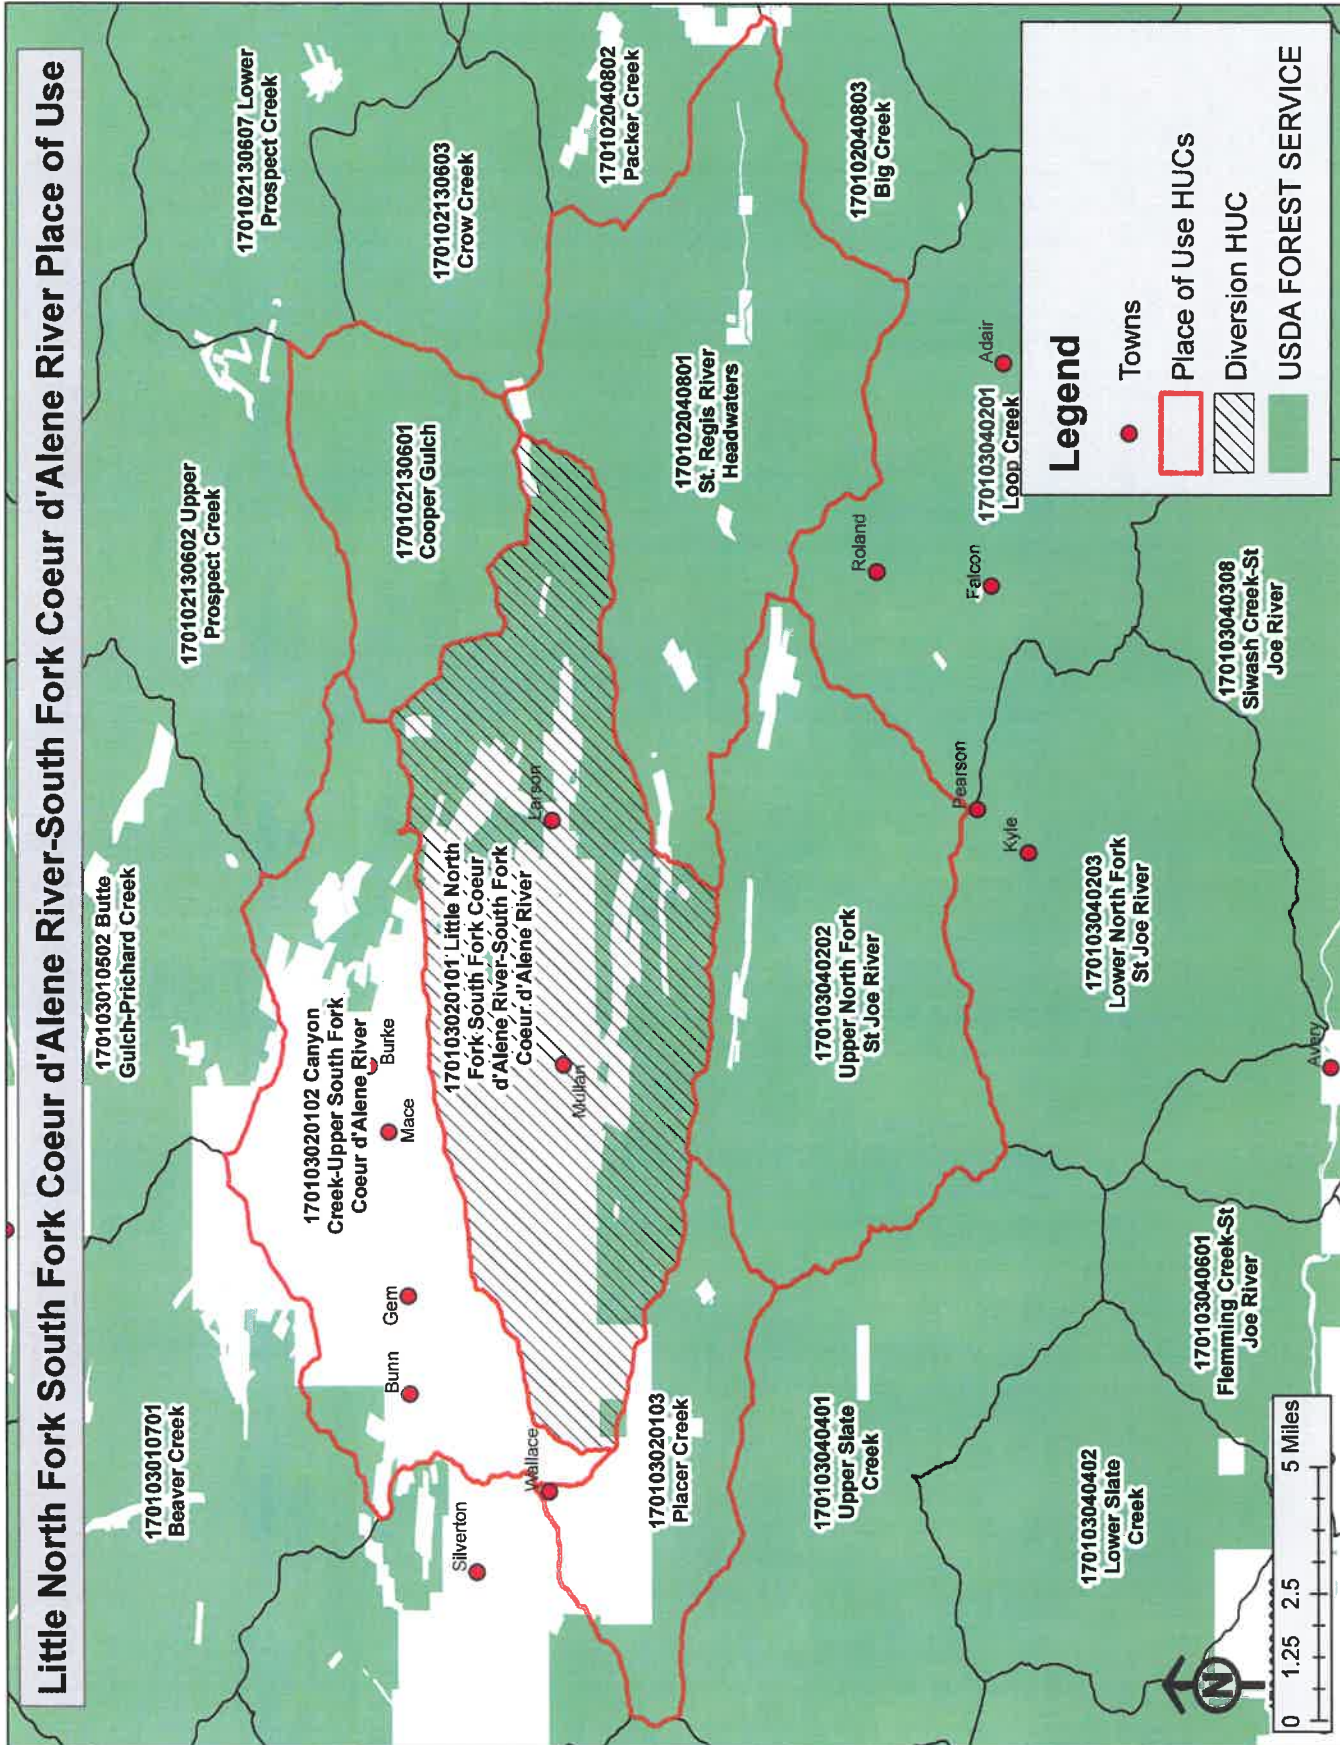 Little North Fork South Fork Coeur d'Alene River-South Fork Coeur d'Alene River Place of Use
1701030010502 Butte
Gulch-Prichard Creek
170102130602 Upper
Prospect Creek
170102130607 Lower
Prospect Creek
170103010701
Beaver Creek
170103020102 Canyon
Creek-Upper South Fork
Coeur d'Alene River
Burke
Mace
Gem
Bunn
170102130601
Cooper Gulch
170102130603
Crow Creek
Silverton
Wallace
170103020101 Little North
Fork South Fork Coeur
d'Alene River-South Fork
Coeur d'Alene River
Mullan
Larson
170102040802
Packer Creek
170103020103
Placer Creek
170102040801
St. Regis River
Headwaters
170103040401
Upper Slate
Creek
170103040202
Upper North Fork
St Joe River
Roland
170102040803
Big Creek
Pearson
Falcon
Adair
170103040201
Loop Creek
Kyle
170103040402
Lower Slate
Creek
170103040203
Lower North Fork
St Joe River
170103040601
Flemming Creek-St
Joe River
170103040308
Siwash Creek-St
Joe River
Avery
Legend
Towns
Place of Use HUCs
Diversion HUC
USDA FOREST SERVICE
N
0 1.25 2.5 5 Miles